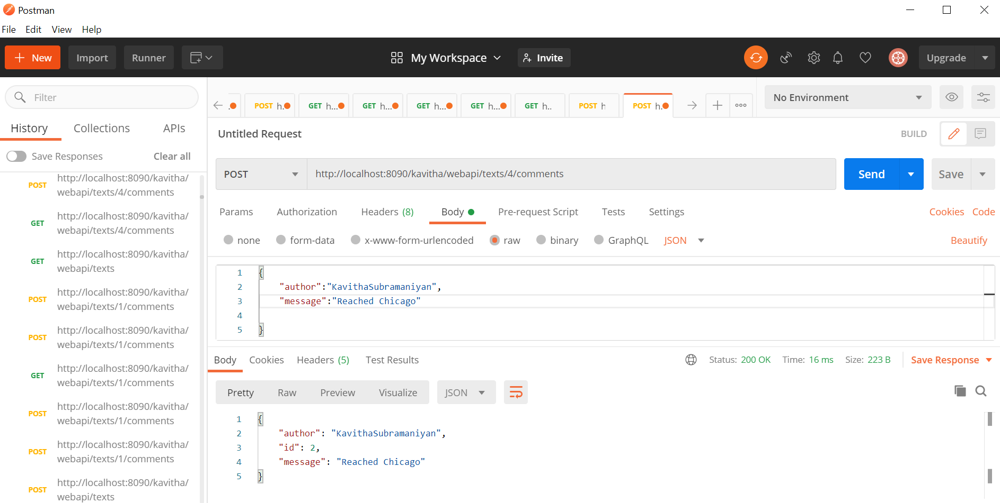 Postman
File Edit View Help
New Import Runner My Workspace Invite Upgrade
Filter
History Collections APIs
Save Responses Clear all
POST http://localhost:8090/kavitha/
webapi/texts/4/comments
GET http://localhost:8090/kavitha/
webapi/texts/4/comments
GET http://localhost:8090/kavitha/
webapi/texts
POST http://localhost:8090/kavitha/
webapi/texts/1/comments
POST http://localhost:8090/kavitha/
webapi/texts/1/comments
GET http://localhost:8090/kavitha/
webapi/texts/1/comments
POST http://localhost:8090/kavitha/
webapi/texts/1/comments
POST http://localhost:8090/kavitha/
webapi/texts/1/comments
POST http://localhost:8090/kavitha/
webapi/texts
. POST h. GET h... GET h... GET h... GET h... GET h.. POST h POST h. No Environment
Untitled Request BUILD
POST http://localhost:8090/kavitha/webapi/texts/4/comments Send Save
Params Authorization Headers (8) Body Pre-request Script Tests Settings Cookies Code
none form-data x-www-form-urlencoded raw binary GraphQL JSON Beautify
1 {
2 "author":"KavithaSubramaniyan",
3 "message":"Reached Chicago"
4
5 }
Body Cookies Headers (5) Test Results Status: 200 OK Time: 16 ms Size: 223 B Save Response
Pretty Raw Preview Visualize JSON
1 {
2 "author": "KavithaSubramaniyan",
3 "id": 2,
4 "message": "Reached Chicago"
5 }